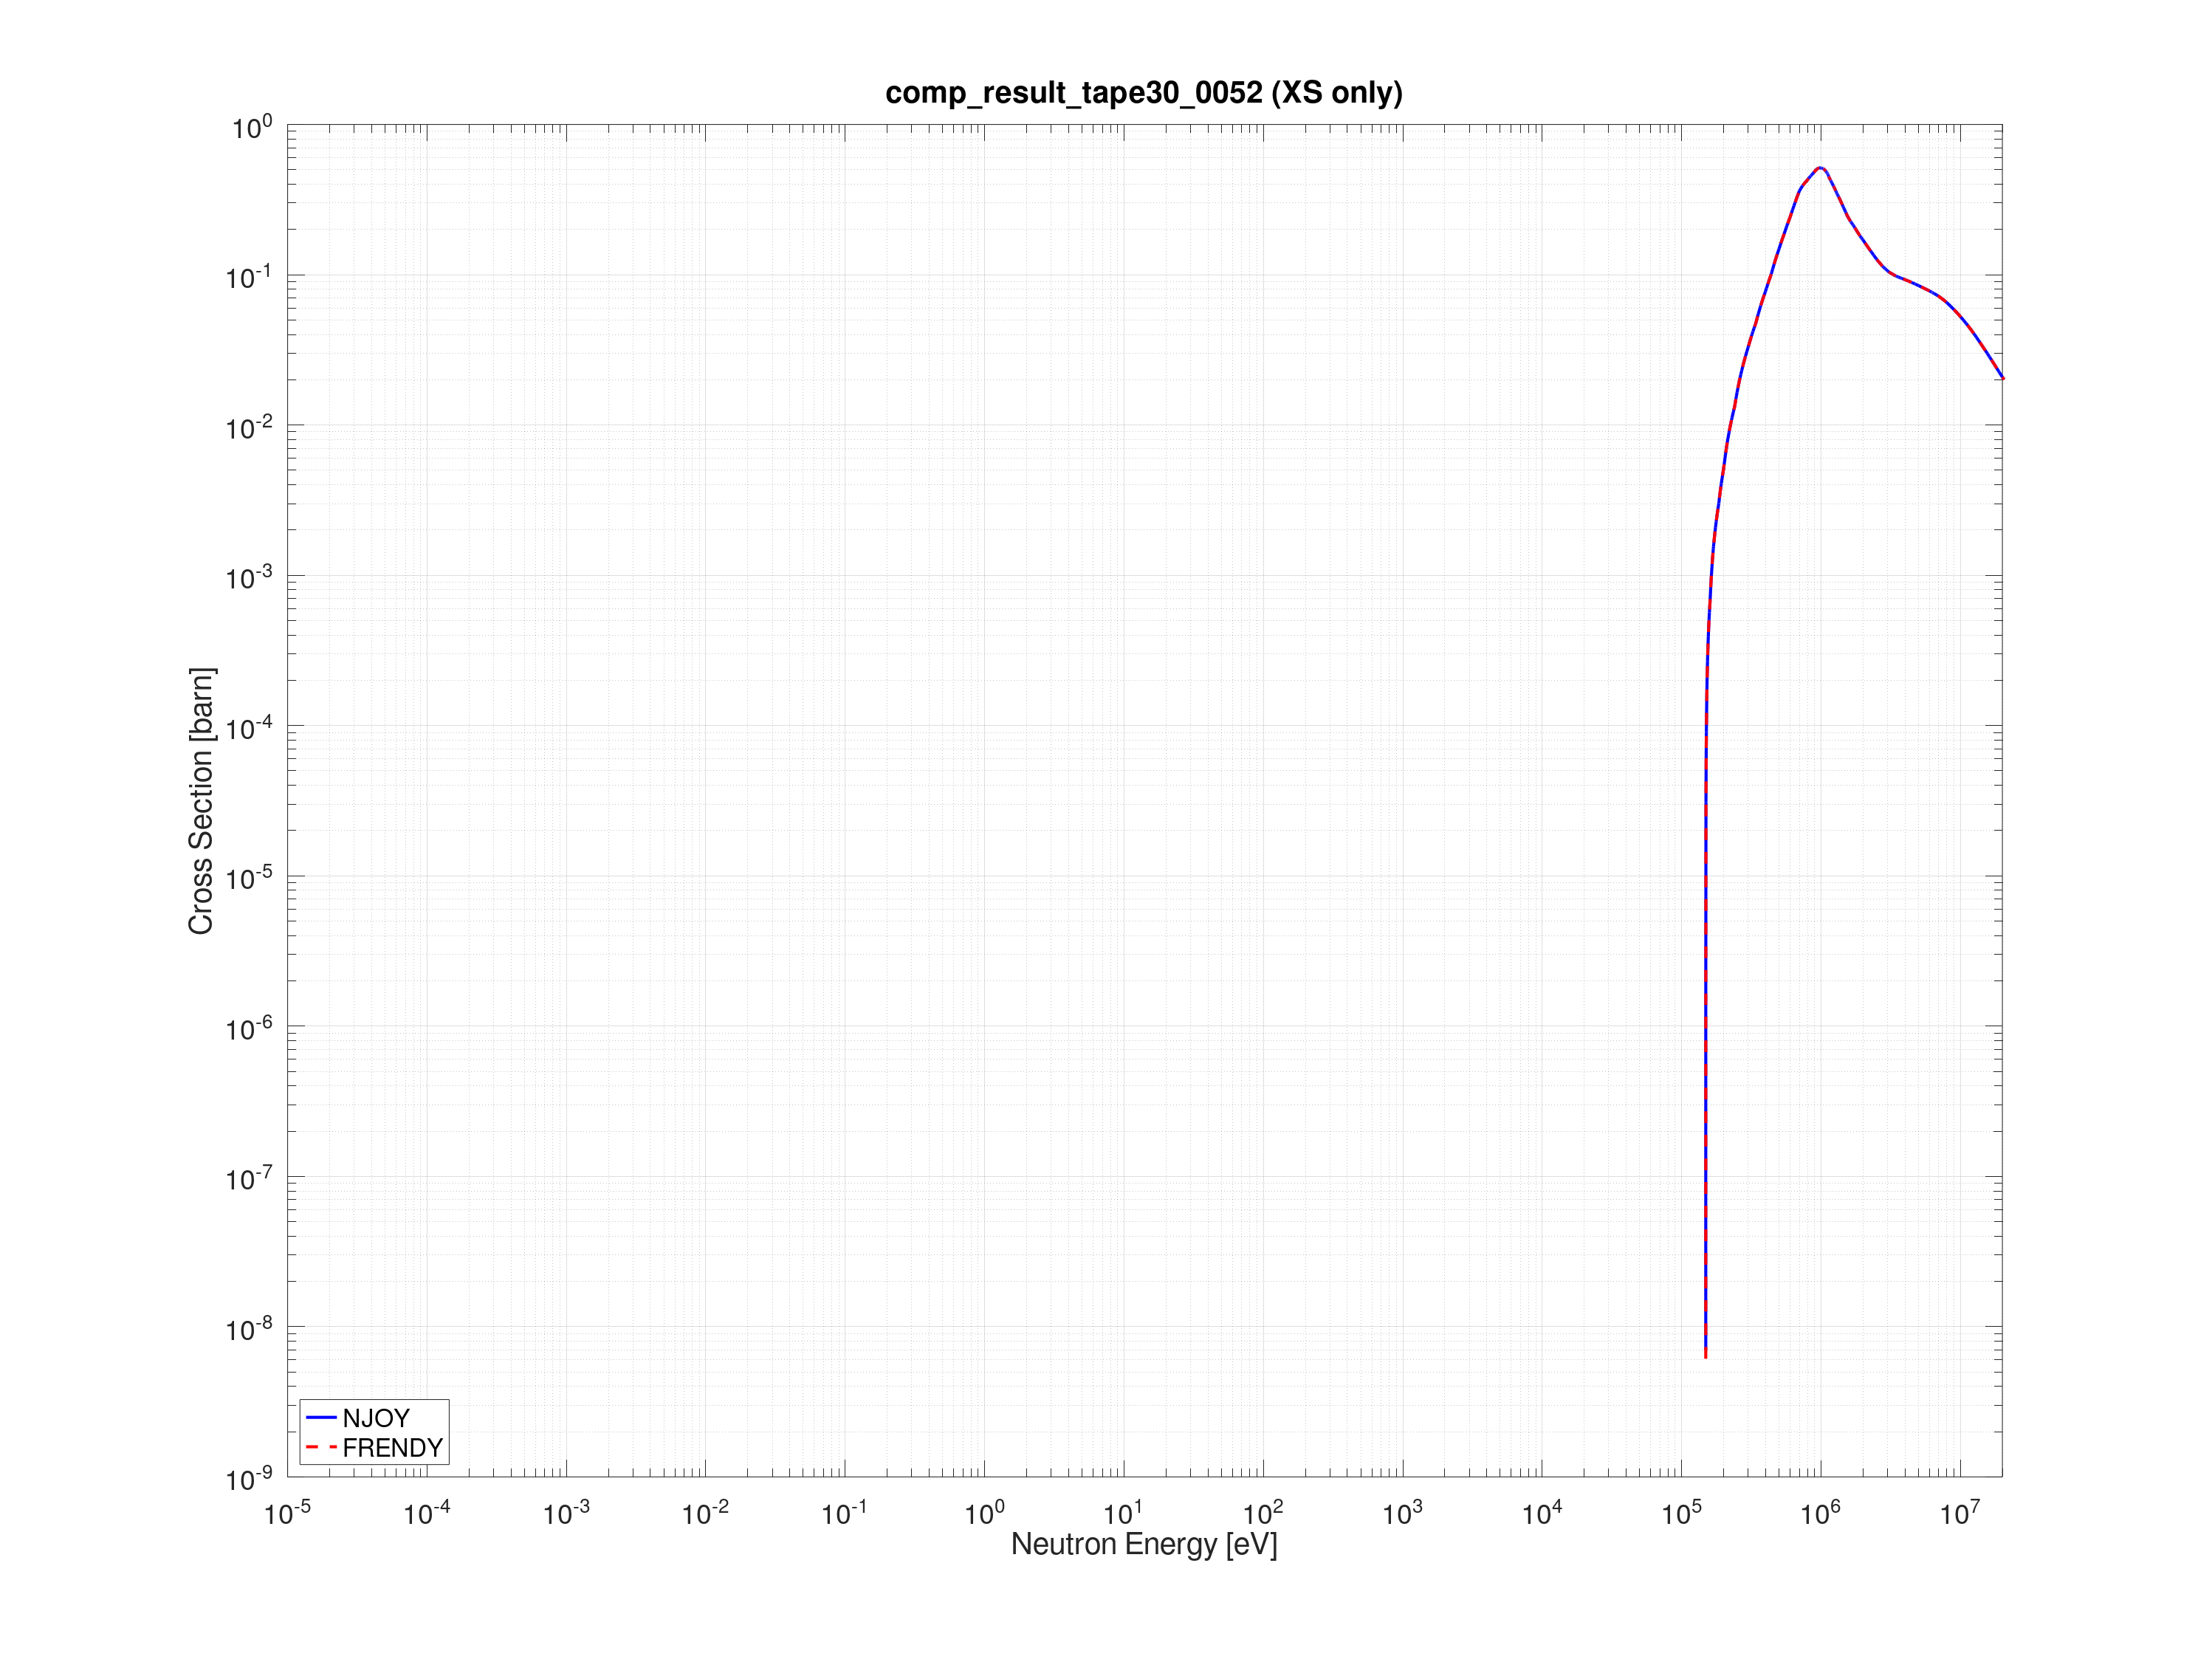 comp_result_tape30_0052 (XS only)
10^0
10^-1
10^-2
10^-3
10^-4
10^-5
10^-6
10^-7
10^-8
10^-9
Cross Section [barn]
NJOY
FRENDY
10^-5 10^-4 10^-3 10^-2 10^-1 10^0 10^1 10^2 10^3 10^4 10^5 10^6 10^7
Neutron Energy [eV]